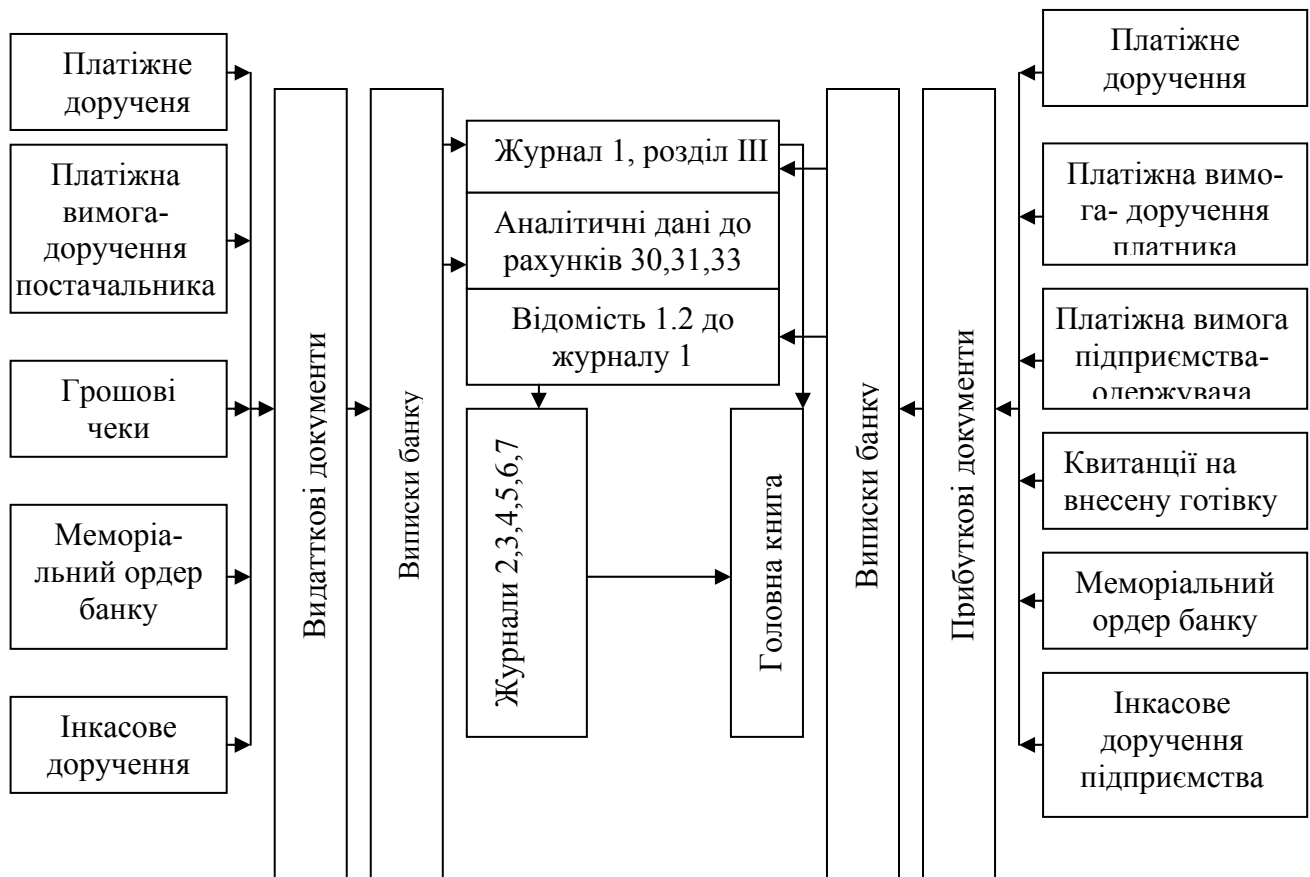 Платіжне
дорученя
Платіжна
вимога-
доручення
постачальника
Грошові
чеки
Меморіа-
льний ордер
банку
Інкасове
доручення
Видаткові документи
Виписки банку
Журнал 1, розділ III
Аналітичні дані до
рахунків 30,31,33
Відомість 1.2 до
журналу 1
Журнали 2,3,4,5,6,7
Головна книга
Виписки банку
Прибуткові документи
Платіжне
доручення
Платіжна вимо-
га- доручення
платника
Платіжна вимога
підприємства-
одержувача
Квитанції на
внесену готівку
Меморіальний
ордер банку
Інкасове
доручення
підприємства